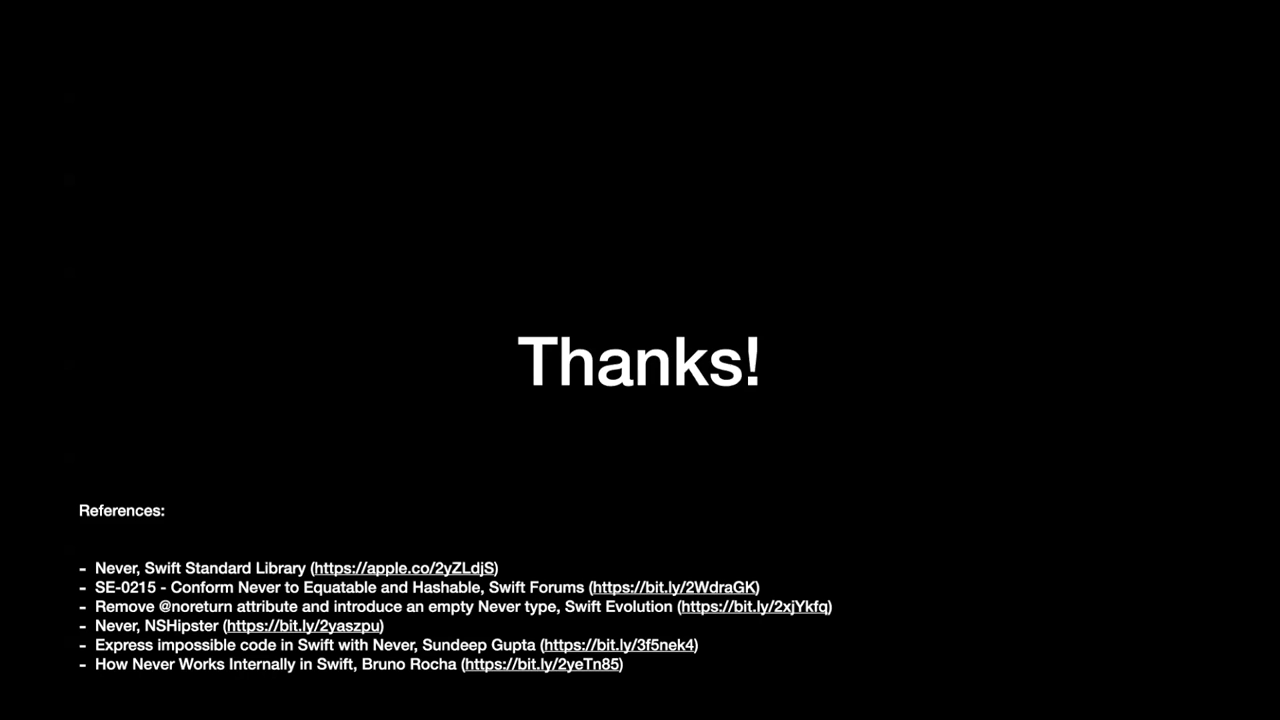 Thanks!
References:
- Never, Swift Standard Library (https://apple.co/2yZLdjS)
- SE-0215 - Conform Never to Equatable and Hashable, Swift Forums (https://bit.ly/2WdraGK)
- Remove @noreturn attribute and introduce an empty Never type, Swift Evolution (https://bit.ly/2xjYkfq)
- Never, NSHipster (https://bit.ly/2yaszpu)
- Express impossible code in Swift with Never, Sundeep Gupta (https://bit.ly/3f5nek4)
- How Never Works Internally in Swift, Bruno Rocha (https://bit.ly/2yeTn85)